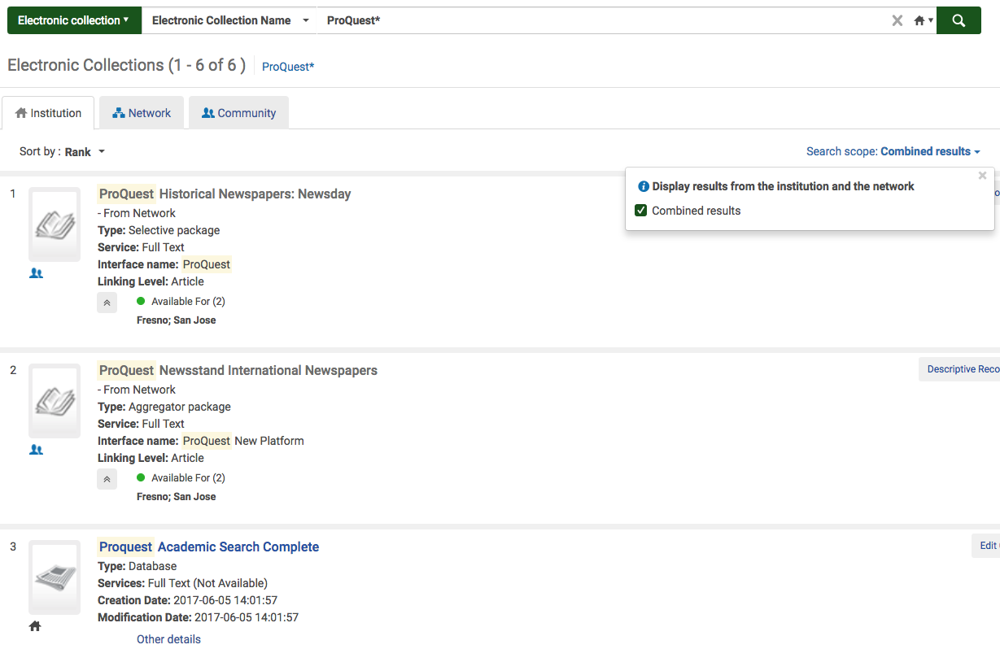 Electronic collection Electronic Collection Name ProQuest*
Electronic Collections (1 - 6 of 6 ) ProQuest*
Institution Network Community
Sort by : Rank Search scope: Combined results
Display results from the institution and the network
Combined results
1 ProQuest Historical Newspapers: Newsday
- From Network
Type: Selective package
Service: Full Text
Interface name: ProQuest
Linking Level: Article
Available For (2)
Fresno; San Jose
2 ProQuest Newsstand International Newspapers Descriptive Reco
- From Network
Type: Aggregator package
Service: Full Text
Interface name: ProQuest New Platform
Linking Level: Article
Available For (2)
Fresno; San Jose
3 Proquest Academic Search Complete Edit
Type: Database
Services: Full Text (Not Available)
Creation Date: 2017-06-05 14:01:57
Modification Date: 2017-06-05 14:01:57
Other details